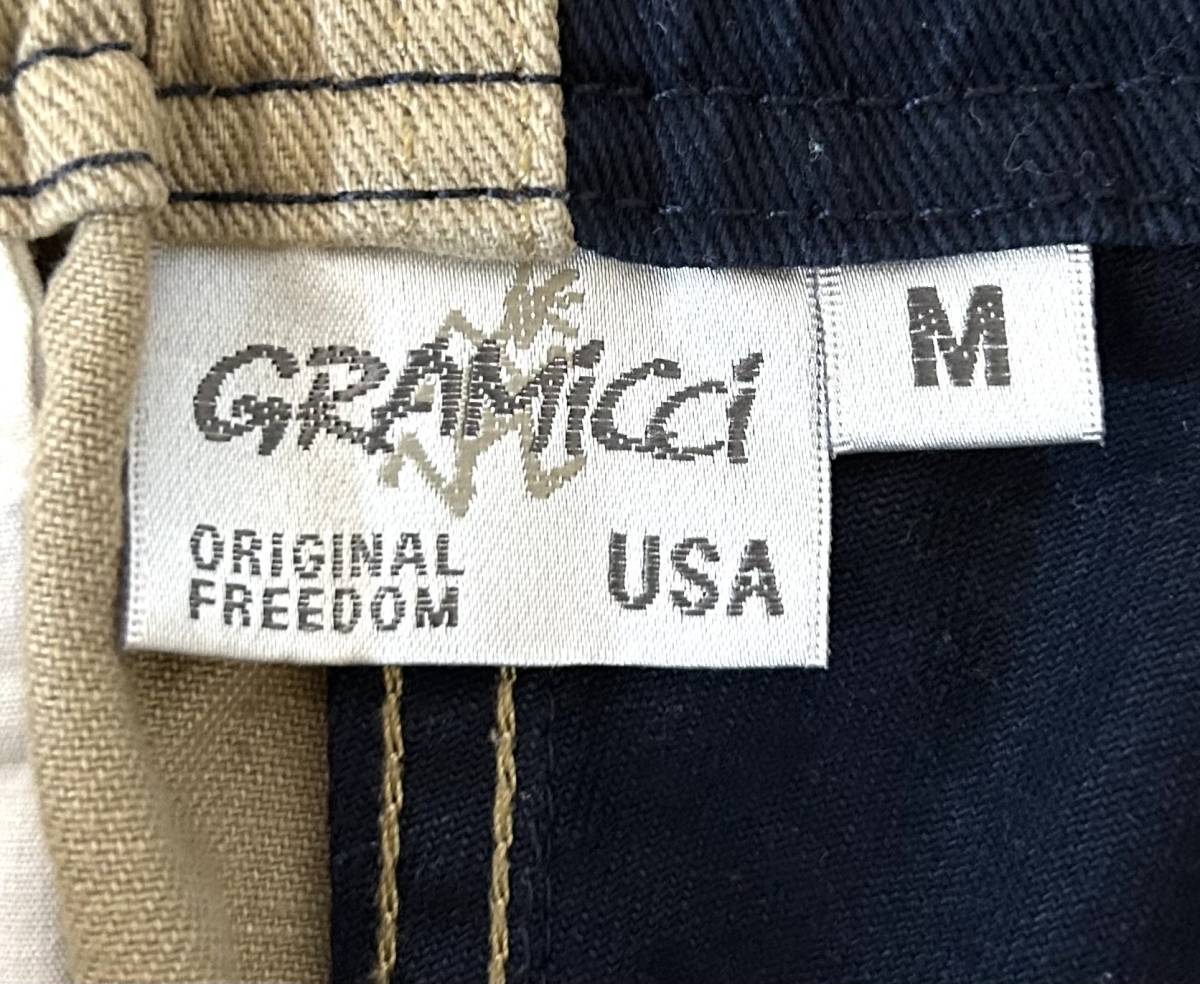 GRAMiCCi
M
ORIGINAL
FREEDOM
USA